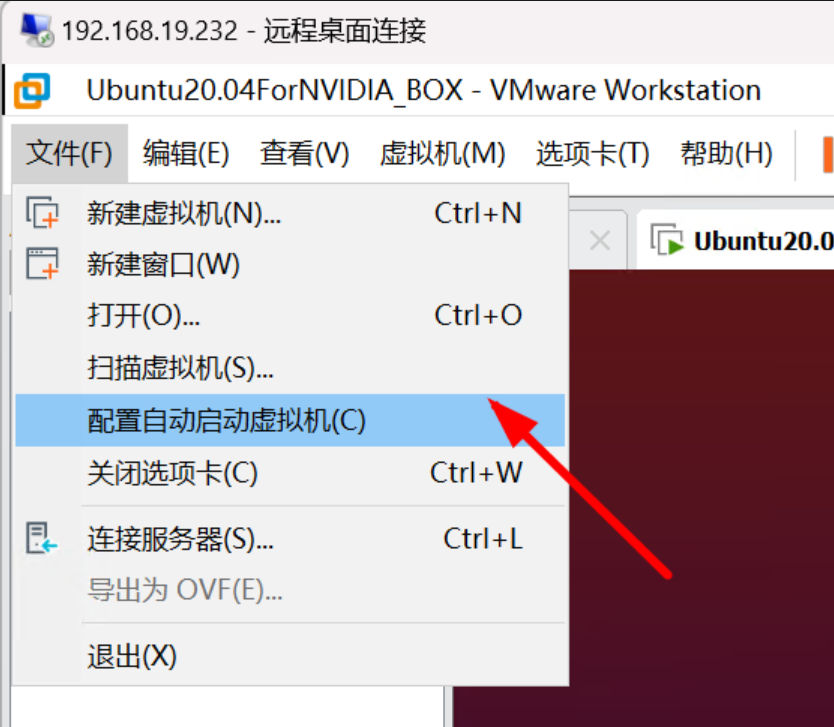 192.168.19.232 - 远程桌面连接
Ubuntu20.04ForNVIDIA_BOX - VMware Workstation
文件(F) 编辑(E) 查看(V) 虚拟机(M) 选项卡(T) 帮助(H)
新建虚拟机(N)... Ctrl+N
Ubuntu20.0
新建窗口(W)
打开(O)... Ctrl+O
扫描虚拟机(S)...
配置自动启动虚拟机(C)
关闭选项卡(C) Ctrl+W
连接服务器(S)... Ctrl+L
导出为 OVF(E)...
退出(X)